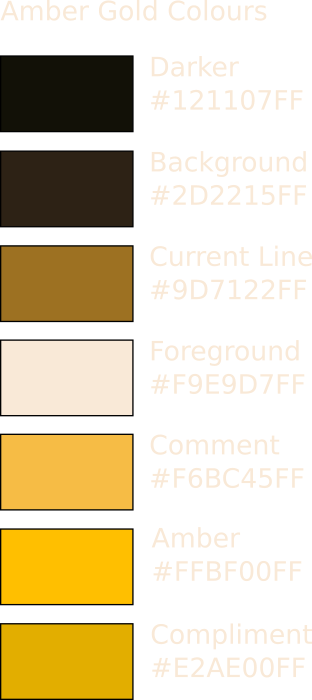 Amber Gold Colours
Darker
#121107FF
Background
#2D2215FF
Current Line
#9D7122FF
Foreground
#F9E9D7FF
Comment
#F6BC45FF
Amber
#FFBF00FF
Compliment
#E2AE00FF